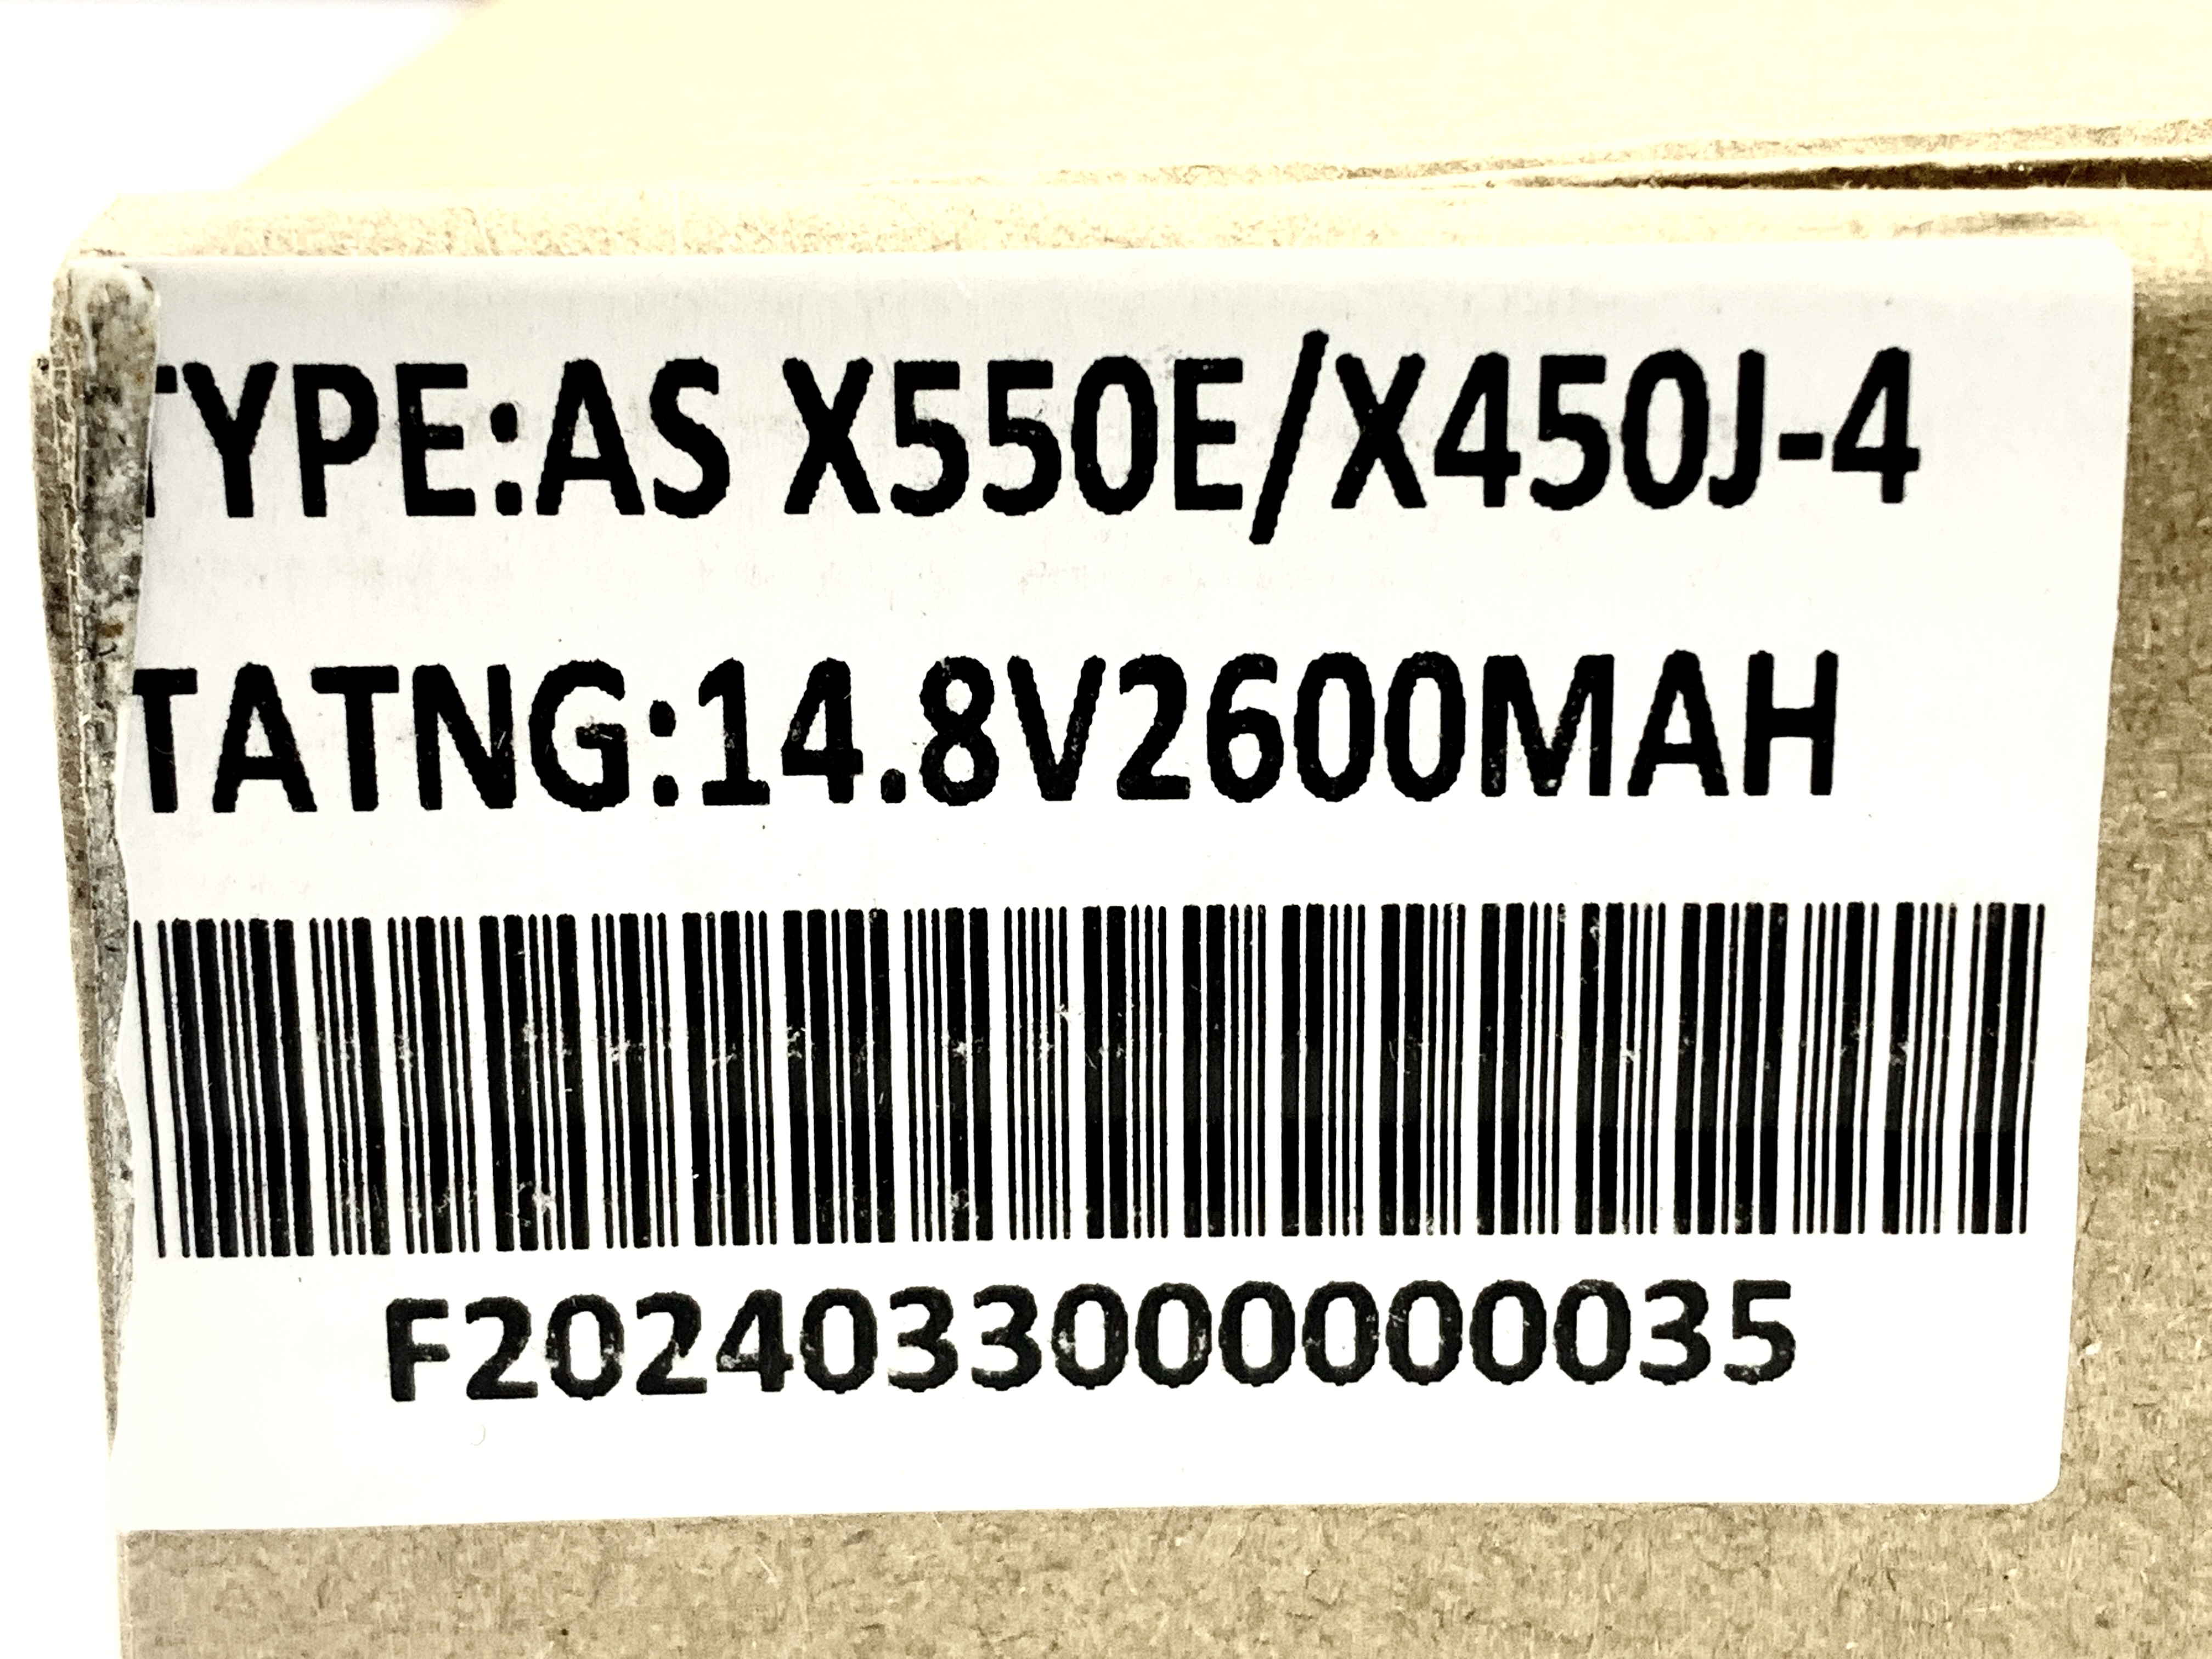 TYPE:AS X550E/X450J-4
TATNG:14.8V2600MAH
F2024033000000035